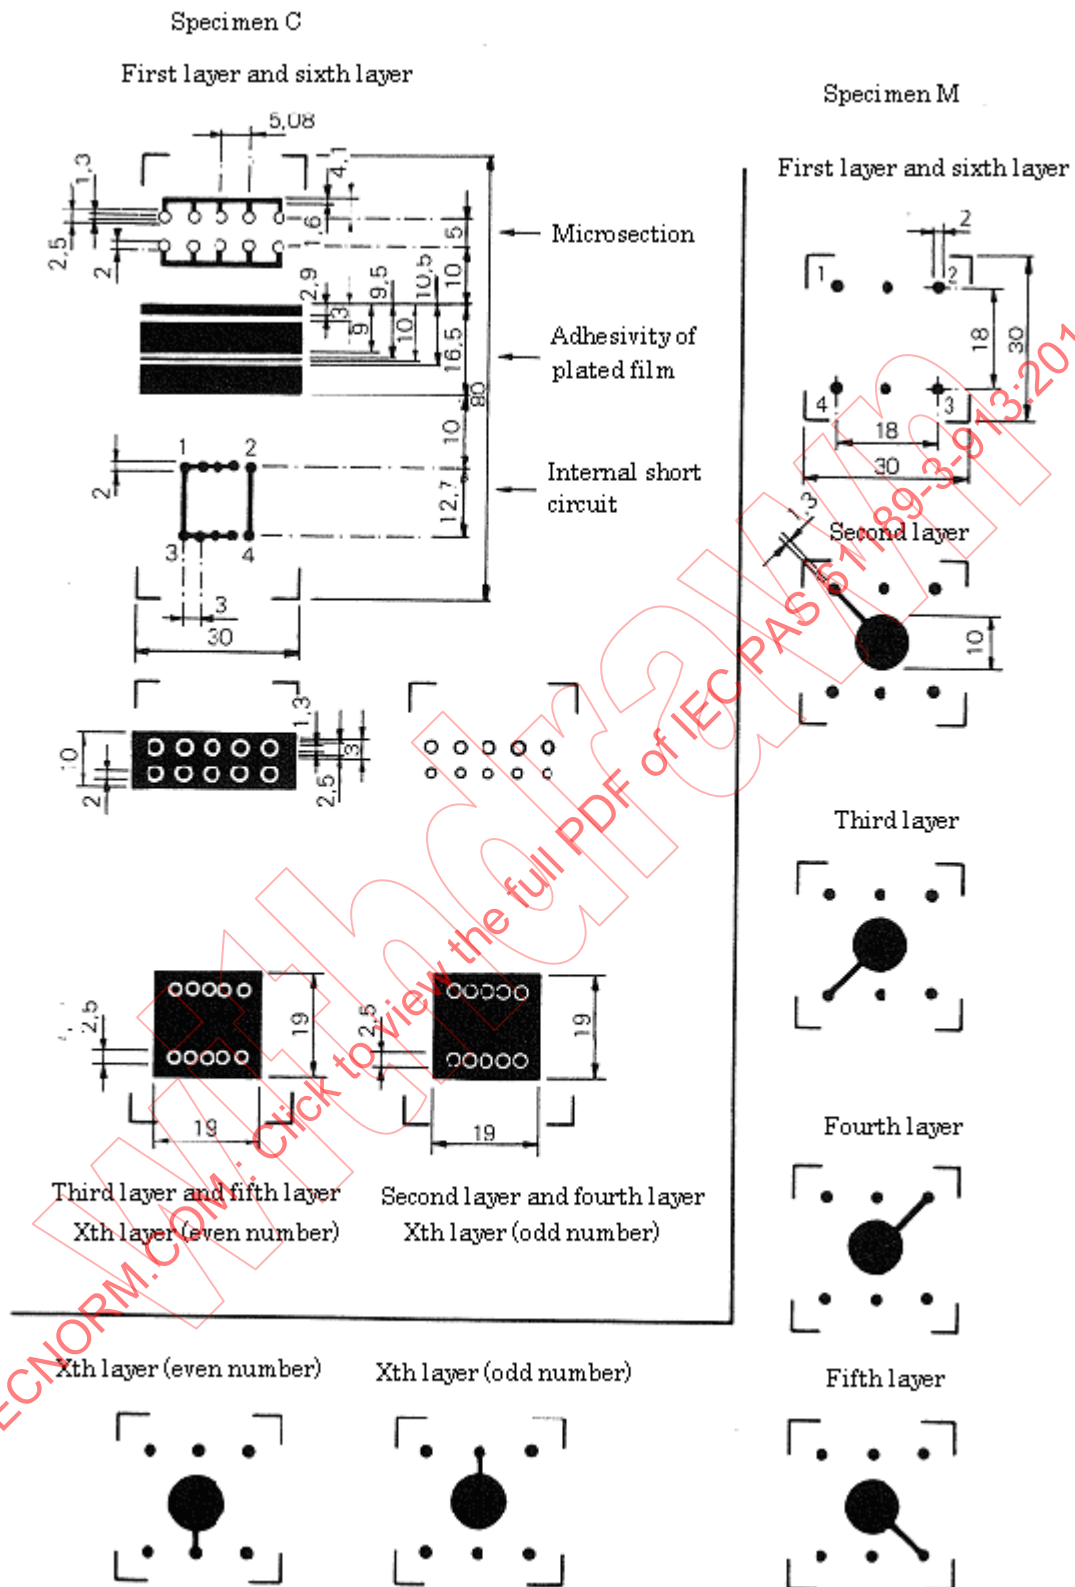 Specimen C
First layer and sixth layer
5,08
4,1
1,3
2,5
2
1,6
5
10
Microsection
2,9
3
9
9,5
10
10,5
16,5
80
Adhesivity of
plated film
10
1
2
2
12,7
Internal short
circuit
3
4
3
30
10
2
1,3
3
2,5
2,5
19
19
2,5
19
19
Third layer and fifth layer
Xth layer (even number)
Second layer and fourth layer
Xth layer (odd number)
Xth layer (even number)
Xth layer (odd number)
Specimen M
First layer and sixth layer
2
1
2
18
30
4
3
18
30
1,3
Second layer
10
Third layer
Fourth layer
Fifth layer
withdrawn
ECNORM.COM: Click to view the full PDF of IEC PAS 61189-3-913:201